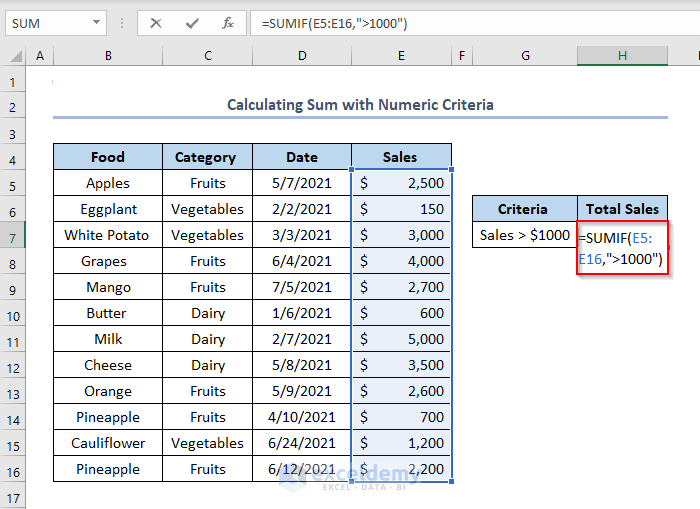 SUM
fx
=SUMIF(E5:E16,">1000")
A B C D E F G H
1
2 Calculating Sum with Numeric Criteria
3
4 Food Category Date Sales
5 Apples Fruits 5/7/2021 $ 2,500
6 Eggplant Vegetables 2/2/2021 $ 150 Criteria Total Sales
7 White Potato Vegetables 3/3/2021 $ 3,000 Sales > $1000 =SUMIF(E5:
8 Grapes Fruits 6/4/2021 $ 4,000 E16,">1000")
9 Mango Fruits 7/5/2021 $ 2,700
10 Butter Dairy 1/6/2021 $ 600
11 Milk Dairy 2/7/2021 $ 5,000
12 Cheese Dairy 5/8/2021 $ 3,500
13 Orange Fruits 5/9/2021 $ 2,600
14 Pineapple Fruits 4/10/2021 $ 700
15 Cauliflower Vegetables 6/24/2021 $ 1,200
16 Pineapple Fruits 6/12/2021 $ 2,200
exceldemy
EXCEL - DATA - BI
17